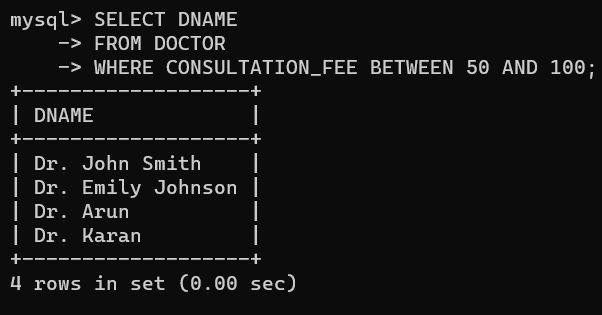 mysql> SELECT DNAME
    -> FROM DOCTOR
    -> WHERE CONSULTATION_FEE BETWEEN 50 AND 100;
+-------------------+
| DNAME             |
+-------------------+
| Dr. John Smith    |
| Dr. Emily Johnson |
| Dr. Arun          |
| Dr. Karan         |
+-------------------+
4 rows in set (0.00 sec)